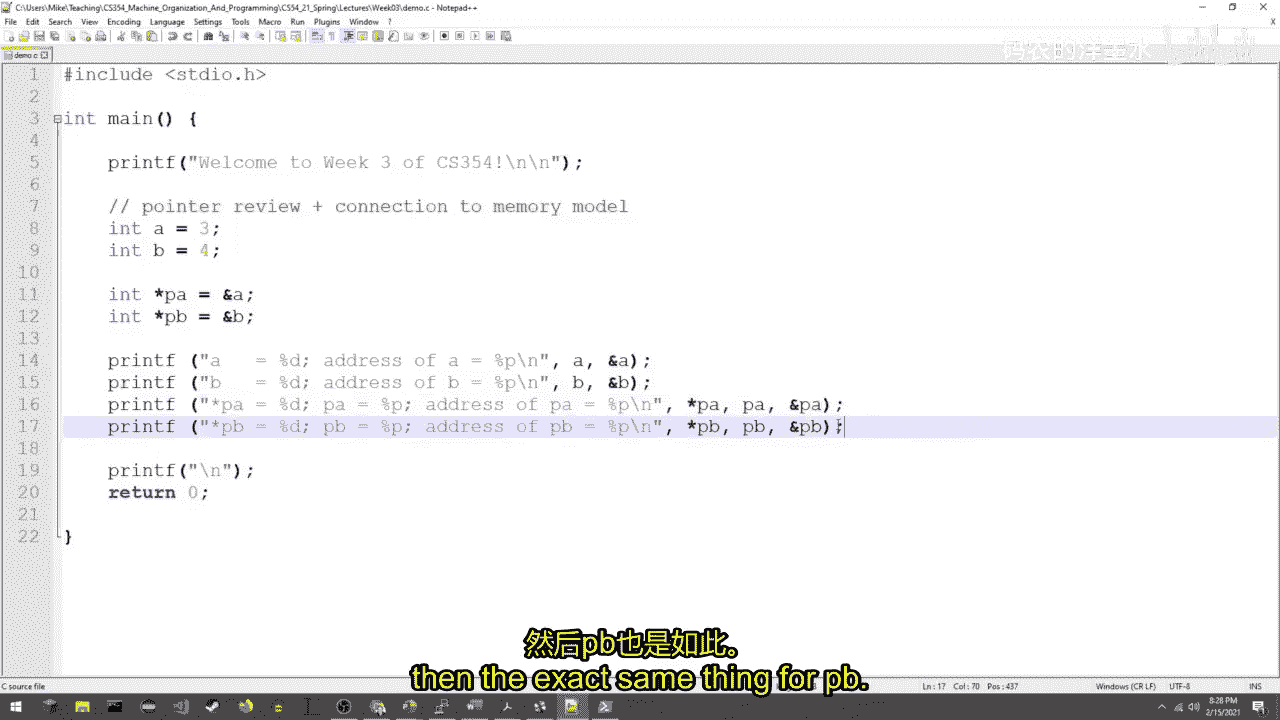 C:\Users\Mike\Teaching\CS354_Machine_Organization_And_Programming\CS54_21_Spring\Lectures\Week03\demo.c - Notepad++
File Edit Search View Encoding Language Settings Tools Macro Run Plugins Window ?
demo.c
1 #include <stdio.h>
2
3 int main() {
4
5 printf("Welcome to Week 3 of CS354!\n\n");
6
7 // pointer review + connection to memory model
8 int a = 3;
9 int b = 4;
10
11 int *pa = &a;
12 int *pb = &b;
13
14 printf ("a   = %d; address of a = %p\n", a, &a);
15 printf ("b   = %d; address of b = %p\n", b, &b);
16 printf ("*pa = %d; pa = %p; address of pa = %p\n", *pa, pa, &pa);
17 printf ("*pb = %d; pb = %p; address of pb = %p\n", *pb, pb, &pb);
18
19 printf("\n");
20 return 0;
21
22 }
然后pb也是如此。
then the exact same thing for pb.
C source file
Ln : 17 Col : 70 Pos : 437
Windows (CR LF)
UTF-8
INS
8:28 PM
2/15/2021